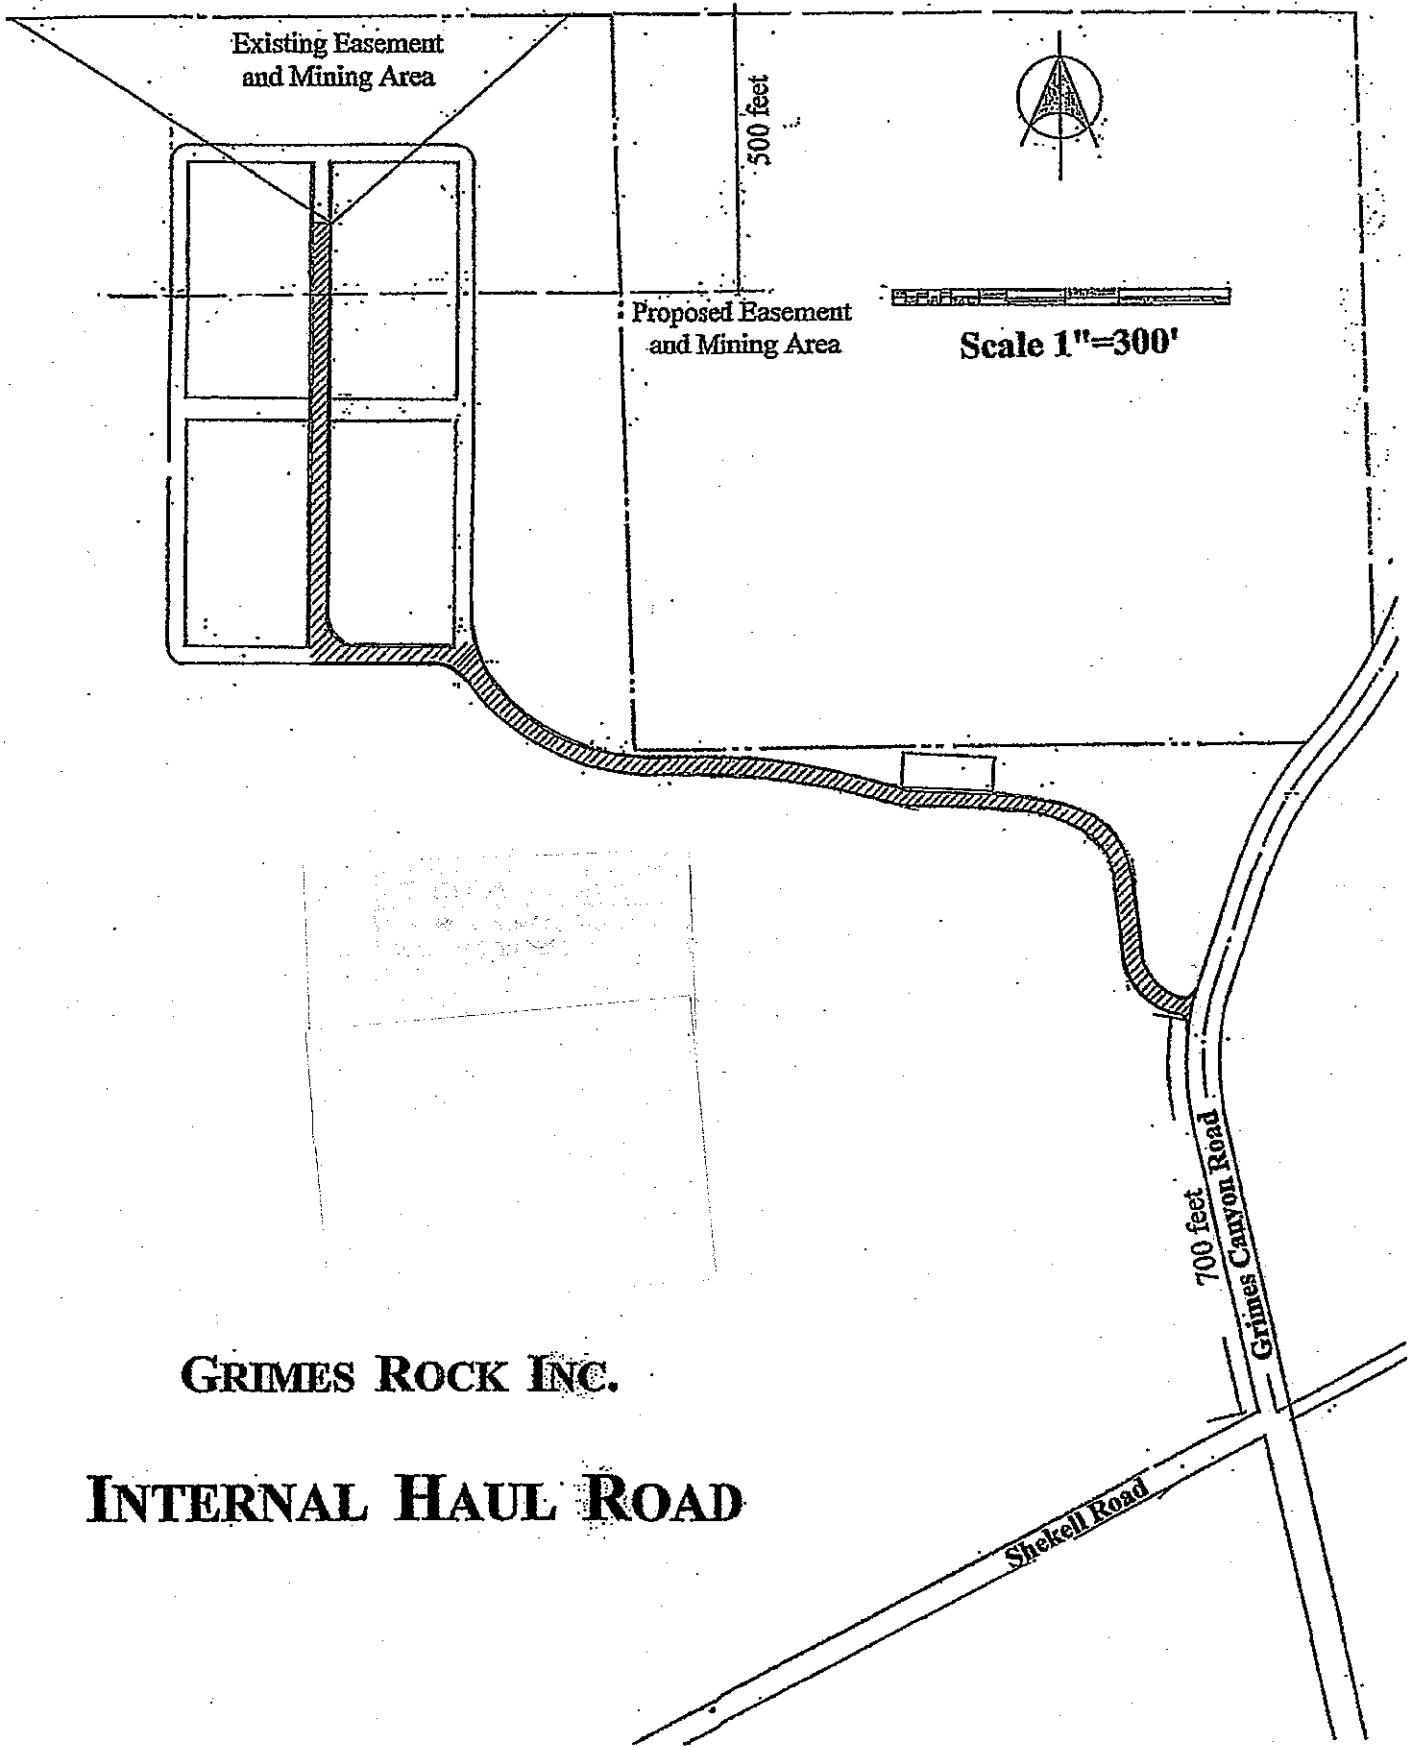 Existing Easement
and Mining Area
500 feet
Proposed Easement
and Mining Area
Scale 1"=300'
700 feet
Grimes Canyon Road
GRIMES ROCK INC.
INTERNAL HAUL ROAD
Shekell Road